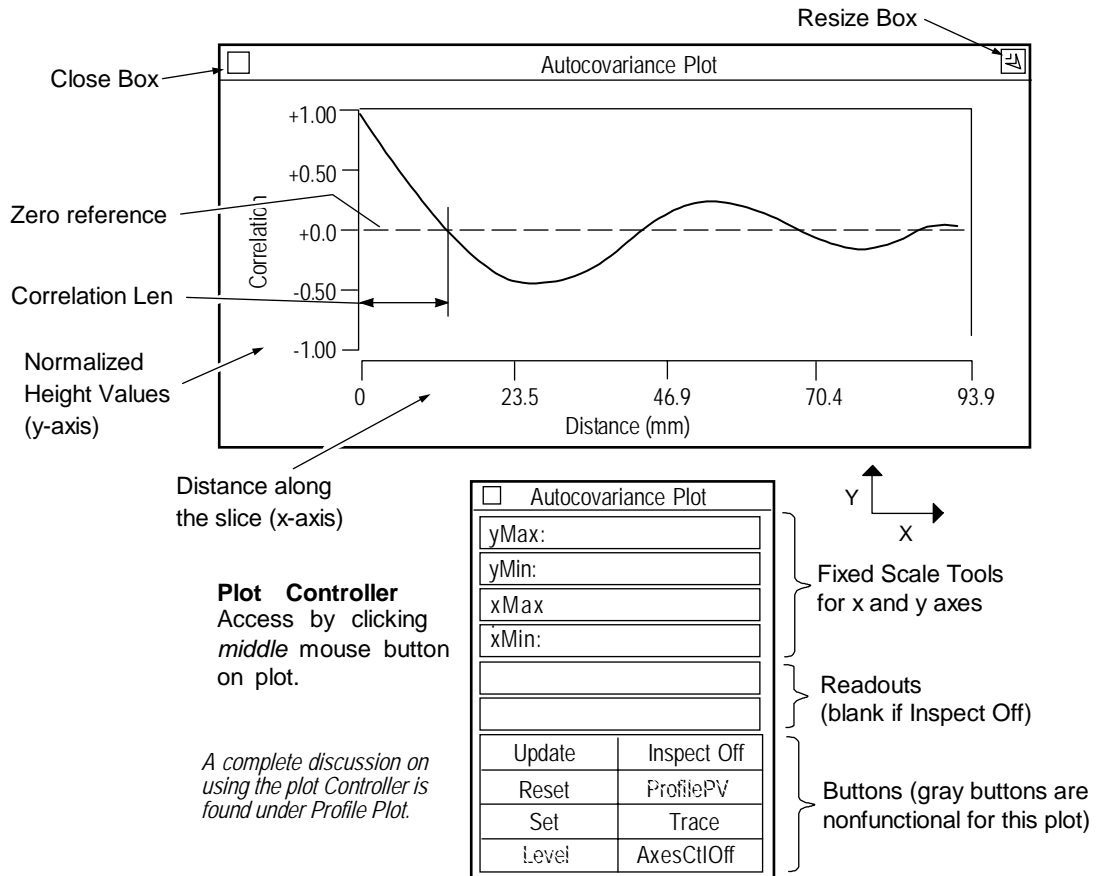 Resize Box
Close Box
Autocovariance Plot
+1.00
+0.50
Zero reference
+0.0
Correlation
Correlation Len
-0.50
-1.00
Normalized
Height Values
(y-axis)
0 23.5 46.9 70.4 93.9
Distance (mm)
Distance along
the slice (x-axis)
Y
X
Plot Controller
Access by clicking
middle mouse button
on plot.
A complete discussion on
using the plot Controller is
found under Profile Plot.
Autocovariance Plot
yMax:
yMin:
xMax
xMin:
Fixed Scale Tools
for x and y axes
Readouts
(blank if Inspect Off)
Update Inspect Off
Reset ProfilePV
Set Trace
Level AxesCtlOff
Buttons (gray buttons are
nonfunctional for this plot)